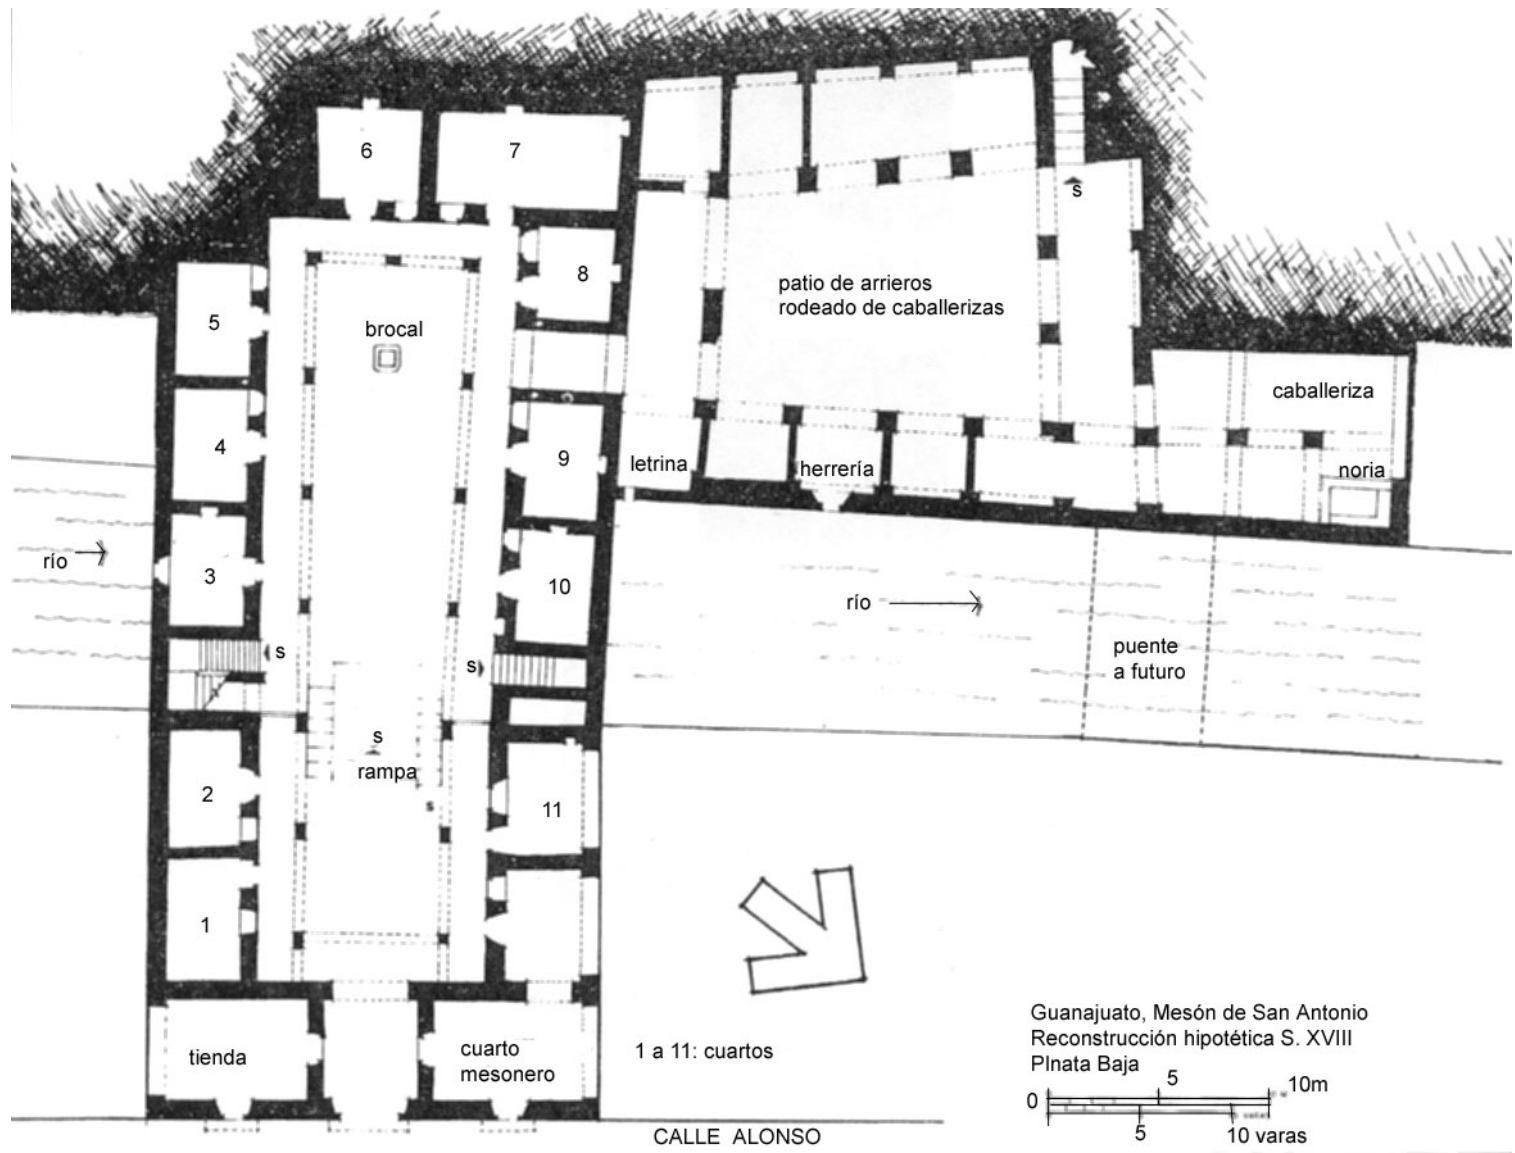 6
7
s
8
patio de arrieros
rodeado de caballerizas
5
brocal
caballeriza
4
9
letrina
herrería
noria
río
3
10
río
s
s
puente
a futuro
s
rampa
2
s
11
1
tienda
cuarto
mesonero
1 a 11: cuartos
Guanajuato, Mesón de San Antonio
Reconstrucción hipotética S. XVIII
Plnata Baja
5
10m
0
5
10 varas
CALLE ALONSO